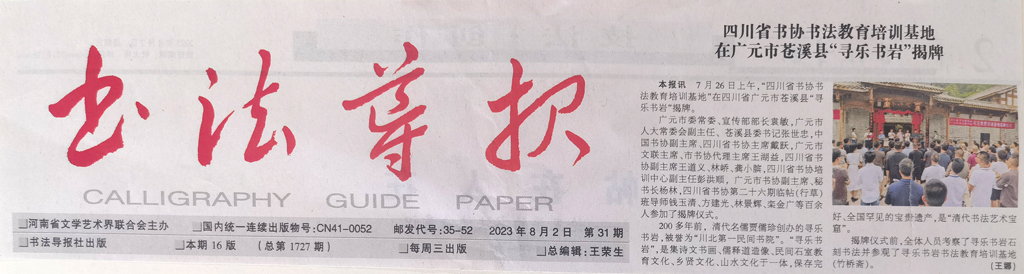 书法导报
CALLIGRAPHY GUIDE PAPER
□河南省文学艺术界联合会主办 □国内统一连续出版物号:CN41-0052 邮发代号:35-52 2023年8月2日 第31期
□书法导报社出版 □本期16版 (总第1727期) □每周三出版 □总编辑:王荣生
四川省书协书法教育培训基地
在广元市苍溪县“寻乐书岩”揭牌
本报讯 7月26日上午,“四川省书协书
法教育培训基地”在四川省广元市苍溪县“寻
乐书岩”揭牌。
广元市委常委、宣传部部长袁敏,广元市
人大常委会副主任、苍溪县委书记张世忠,中
国书协副主席、四川省书协主席戴跃,广元市
文联主席、市书协代理主席王湖益,四川省书
协副主席王道义、林峤、龚小膑,四川省书协培
训中心副主任彭洪顺,广元市书协副主席、秘
书长杨林,四川省书协第二十六期临帖(行草)
班导师钱玉清、方建光、林景辉、栾金广等百余
人参加了揭牌仪式。
200多年前,清代名儒贾儒珍创办的寻乐
书岩,被誉为“川北第一民间书院”。“寻乐书
岩”,是集诗文书画、儒释道造像、民间石室教
育文化、乡贤文化、山水文化于一体,保存完
好、全国罕见的宝贵遗产,是“清代书法艺术宝
窟”。
揭牌仪式前,全体人员考察了寻乐书岩石
刻书法并参观了寻乐书岩书法教育培训基地
(竹桥斋)。 (王娜)